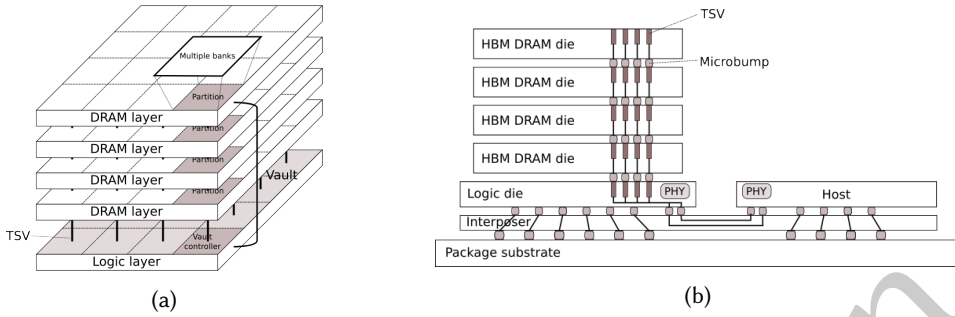 Multiple banks
Partition
DRAM layer
Partition
DRAM layer
Partition
DRAM layer
Partition
DRAM layer
Vault
TSV
Vault
controller
Logic layer
(a)
TSV
HBM DRAM die
Microbump
HBM DRAM die
HBM DRAM die
HBM DRAM die
Logic die
PHY
PHY
Host
Interposer
Package substrate
(b)